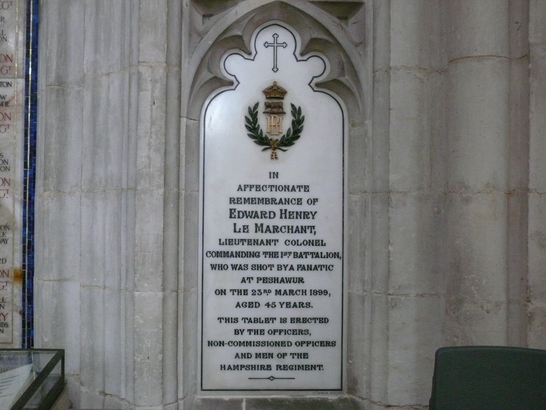 IN
AFFECTIONATE
REMEMBRANCE OF
EDWARD HENRY
LE MARCHANT,
LIEUTENANT COLONEL
COMMANDING THE 1ST BATTALION,
WHO WAS SHOT BY A FANATIC
AT PESHAWUR
ON THE 23RD MARCH 1899,
AGED 45 YEARS.
THIS TABLET IS ERECTED
BY THE OFFICERS,
NON-COMMISSIONED OFFICERS
AND MEN OF THE
HAMPSHIRE REGIMENT.